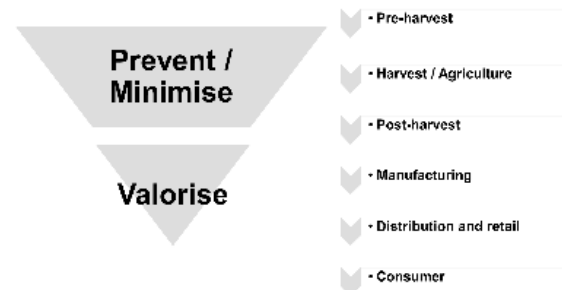 Prevent /
Minimise
Valorise
• Pre-harvest
• Harvest / Agriculture
• Post-harvest
• Manufacturing
• Distribution and retail
• Consumer